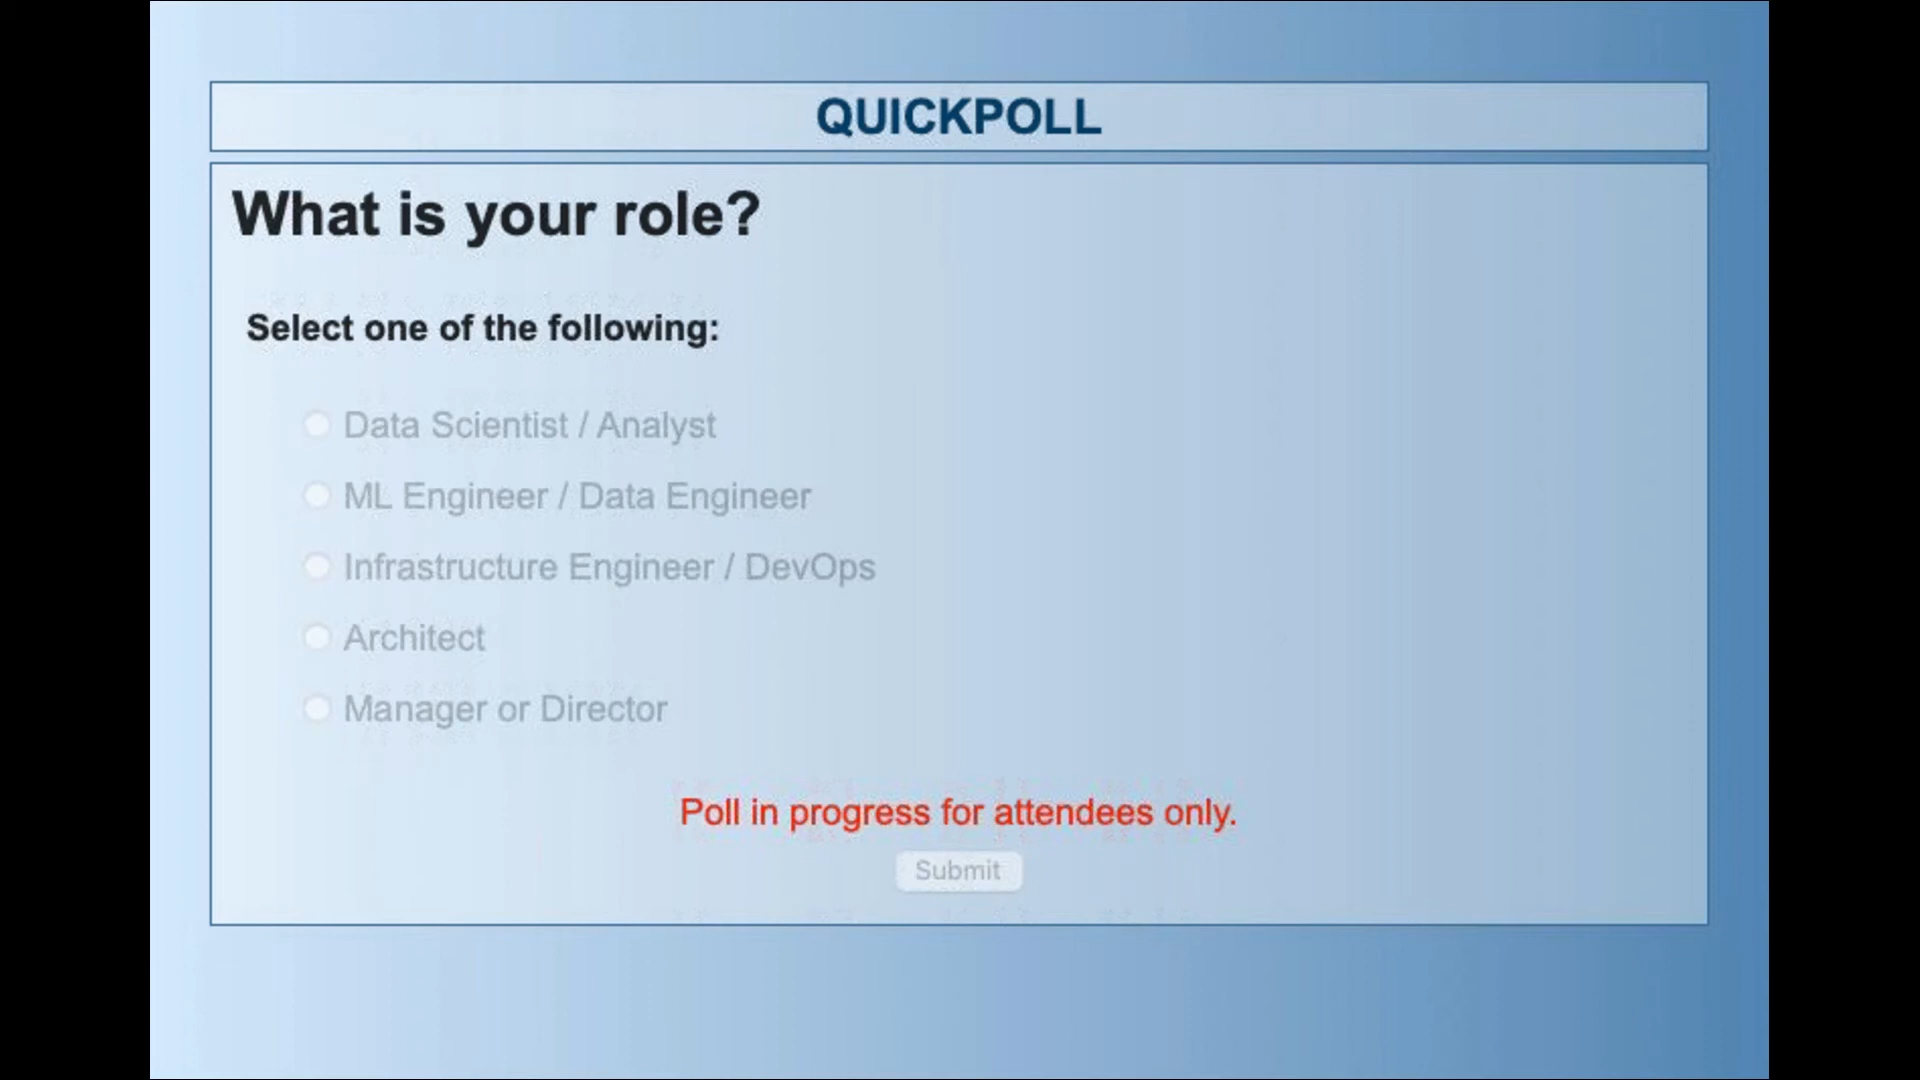 QUICKPOLL
What is your role?
Select one of the following:
Data Scientist / Analyst
ML Engineer / Data Engineer
Infrastructure Engineer / DevOps
Architect
Manager or Director
Poll in progress for attendees only.
Submit